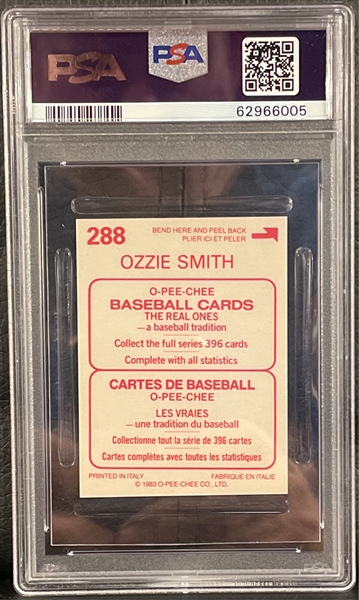 PSA
PSA
62966005
288
BEND HERE AND PEEL BACK
PLIER ICI ET PELER
OZZIE SMITH
O-PEE-CHEE
BASEBALL CARDS
THE REAL ONES
—a baseball tradition
Collect the full series 396 cards
Complete with all statistics
CARTES DE BASEBALL
O-PEE-CHEE
LES VRAIES
—une tradition du baseball
Collectionne tout la série de 396 cartes
Cartes complètes avec toutes les statistiques
PRINTED IN ITALY
FABRIQUÉ EN ITALIE
© 1983 O-PEE-CHEE CO., LTD.